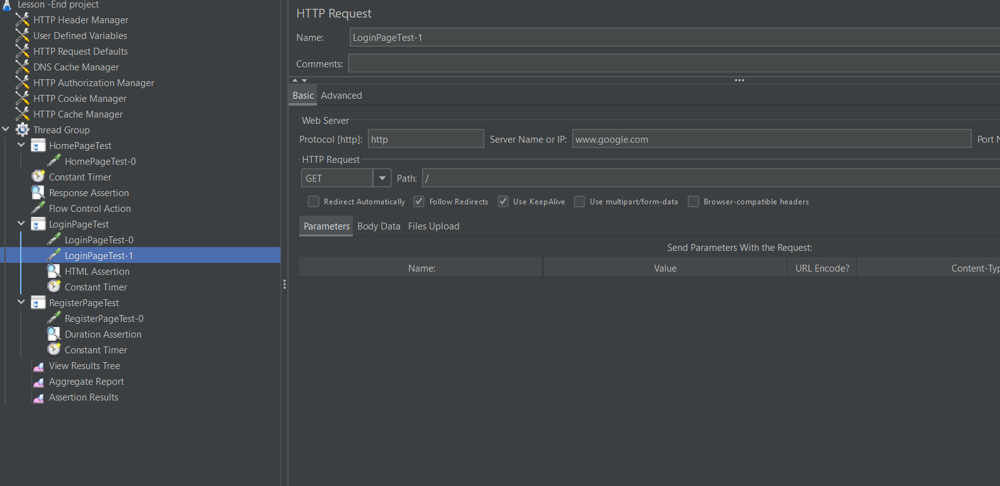 Lesson -End project
HTTP Header Manager
User Defined Variables
HTTP Request Defaults
DNS Cache Manager
HTTP Authorization Manager
HTTP Cookie Manager
HTTP Cache Manager
Thread Group
HomePageTest
HomePageTest-0
Constant Timer
Response Assertion
Flow Control Action
LoginPageTest
LoginPageTest-0
LoginPageTest-1
HTML Assertion
Constant Timer
RegisterPageTest
RegisterPageTest-0
Duration Assertion
Constant Timer
View Results Tree
Aggregate Report
Assertion Results
HTTP Request
Name: LoginPageTest-1
Comments:
Basic Advanced
Web Server
Protocol [http]: http Server Name or IP: www.google.com Port N
HTTP Request
GET Path: /
Redirect Automatically Follow Redirects Use KeepAlive Use multipart/form-data Browser-compatible headers
Parameters Body Data Files Upload
Send Parameters With the Request:
Name: Value URL Encode? Content-Typ